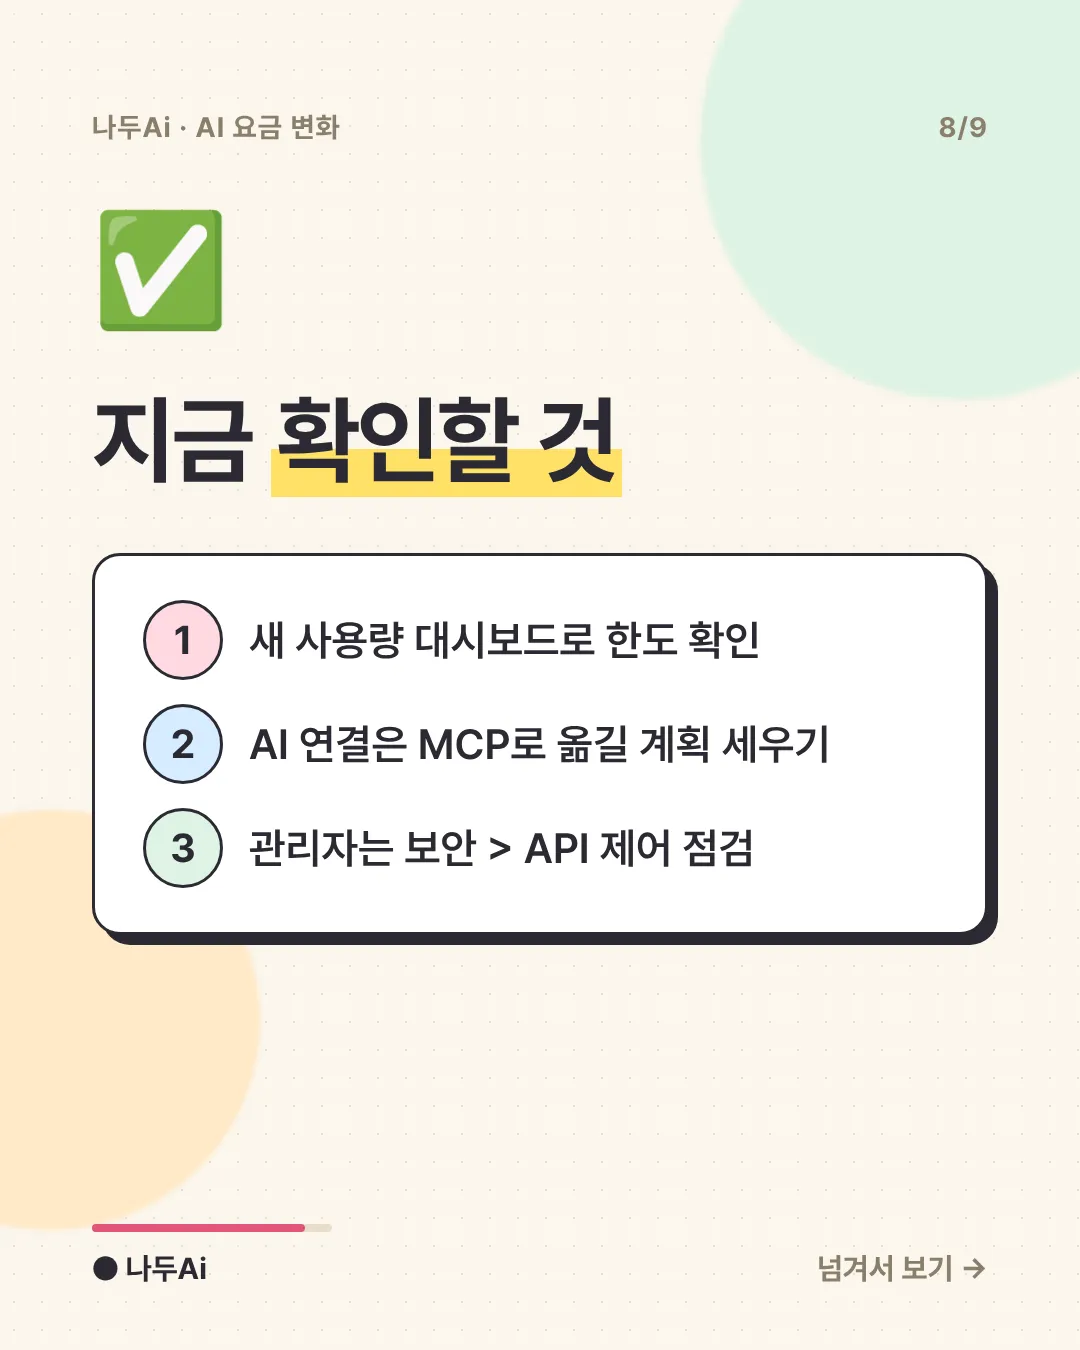 나두Ai · AI 요금 변화
8/9
지금 확인할 것
1 새 사용량 대시보드로 한도 확인
2 AI 연결은 MCP로 옮길 계획 세우기
3 관리자는 보안 > API 제어 점검
나두Ai
넘겨서 보기 →